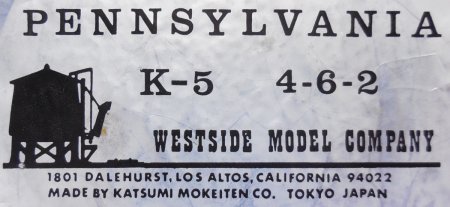 PENNSYLVANIA
K-5 4-6-2
WESTSIDE MODEL COMPANY
1801 DALEHURST, LOS ALTOS, CALIFORNIA 94022
MADE BY KATSUMI MOKEITEN CO. TOKYO JAPAN